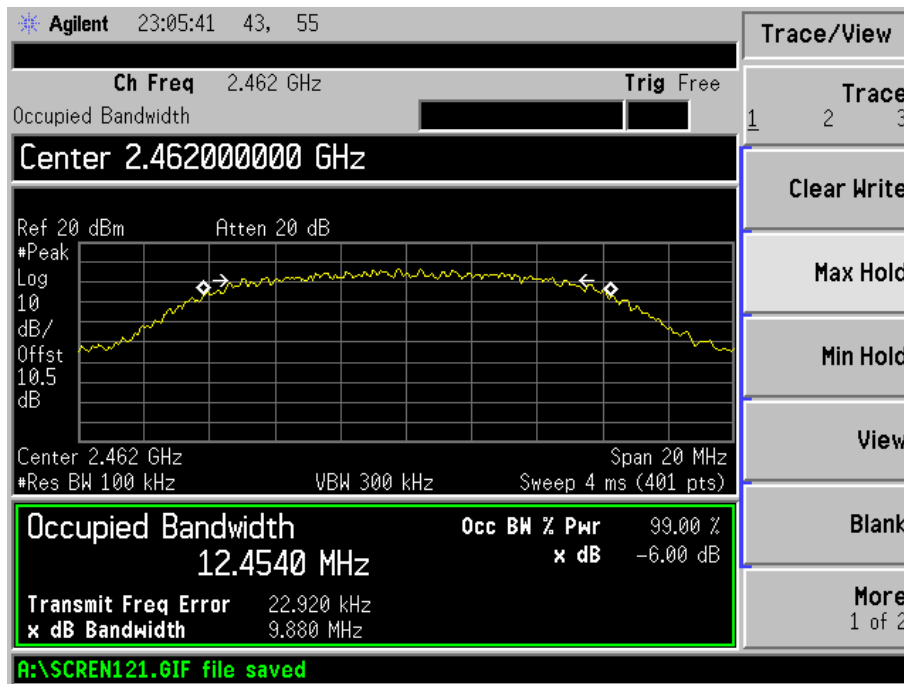 Agilent 23:05:41 43, 55
Trace/View
Ch Freq 2.462 GHz
Trig Free
Occupied Bandwidth
Trace
1 2 3
Center 2.462000000 GHz
Clear Write
Ref 20 dBm Atten 20 dB
#Peak
Log
10
dB/
Offst
10.5
dB
Max Hold
Min Hold
Center 2.462 GHz Span 20 MHz
#Res BW 100 kHz VBW 300 kHz Sweep 4 ms (401 pts)
View
Occupied Bandwidth
12.4540 MHz
Occ BW % Pwr 99.00 %
x dB -6.00 dB
Transmit Freq Error 22.920 kHz
x dB Bandwidth 9.880 MHz
Blank
More
1 of 2
A:\SCREN121.GIF file saved